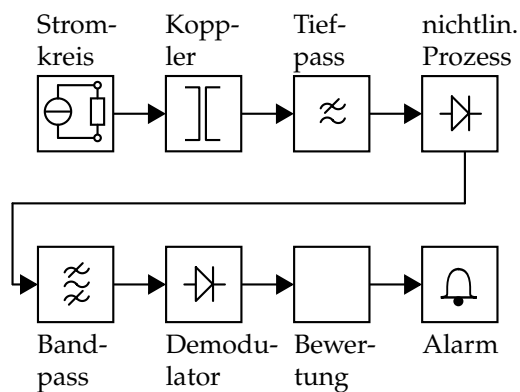 Strom-
kreis
Kopp-
ler
Tief-
pass
nichtlin.
Prozess
Band-
pass
Demodu-
lator
Bewer-
tung
Alarm